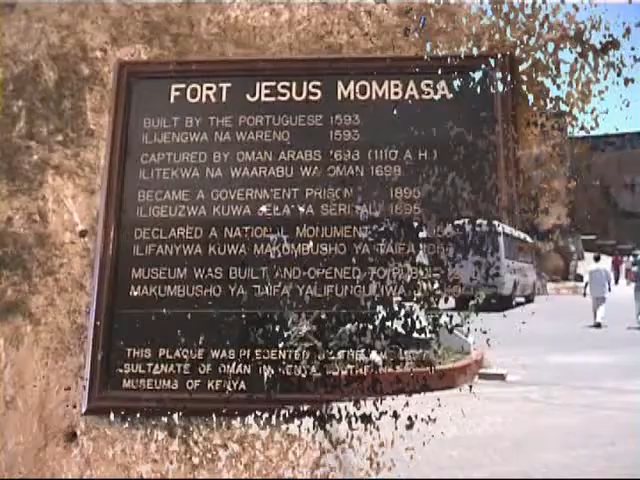 FORT JESUS MOMBASA
BUILT BY THE PORTUGUESE 1593
ILIJENGWA NA WARENO 1593
CAPTURED BY OMAN ARABS 1698 (1110 A.H.)
ILITEKWA NA WAARABU WA OMAN 1698
BECAME A GOVERNMENT PRISON 1895
ILIGEUZWA KUWA 1895
DECLARED A NATIONAL MONUMENT
ILIFANYWA KUWA MAKUMBUSHO YA TAIFA
MUSEUM WAS BUILT AND OPENED TO
MAKUMBUSHO YA TAIFA YALIFUNGULIWA
THIS PLAQUE WAS PRESENTED
SULTANATE OF OMAN
MUSEUMS OF KENYA